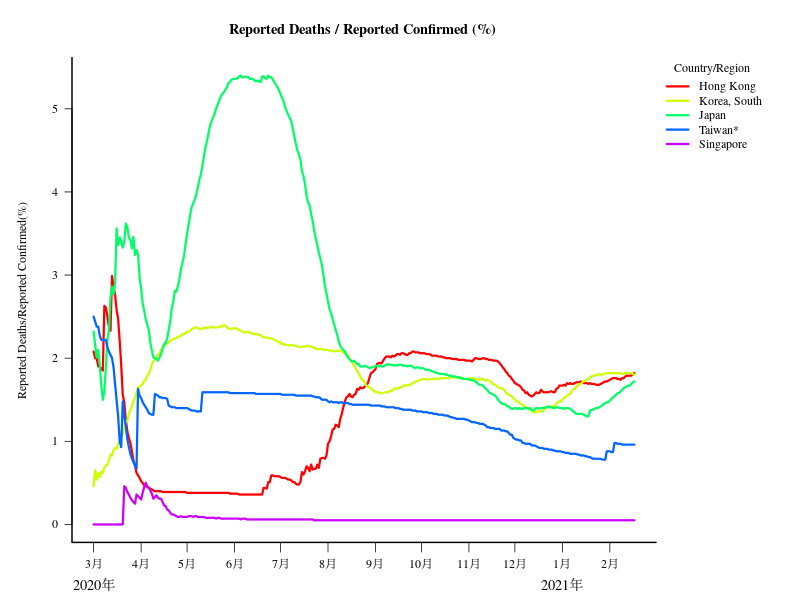 Reported Deaths / Reported Confirmed (%)
Country/Region
Hong Kong
Korea, South
Japan
Taiwan*
Singapore
Reported Deaths/Reported Confirmed(%)
5
4
3
2
1
0
3月 4月 5月 6月 7月 8月 9月 10月 11月 12月 1月 2月
2020年 2021年